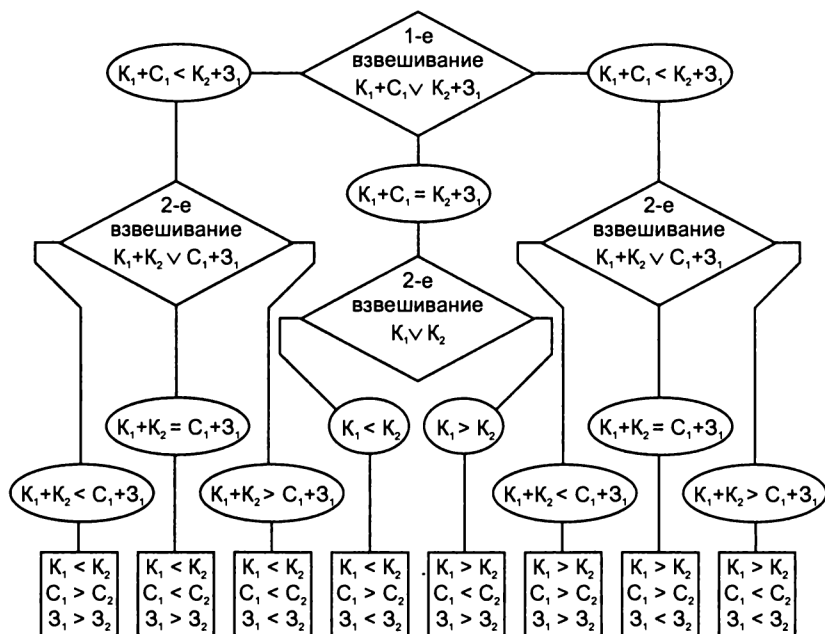 1-е
взвешивание
К₁+С₁ ∨ К₂+З₁
К₁+С₁ < К₂+З₁
К₁+С₁ < К₂+З₁
К₁+С₁ = К₂+З₁
2-е
взвешивание
К₁+К₂ ∨ С₁+З₁
2-е
взвешивание
К₁ ∨ К₂
2-е
взвешивание
К₁+К₂ ∨ С₁+З₁
К₁+К₂ = С₁+З₁
К₁ < К₂
К₁ > К₂
К₁+К₂ = С₁+З₁
К₁+К₂ < С₁+З₁
К₁+К₂ > С₁+З₁
К₁+К₂ < С₁+З₁
К₁+К₂ > С₁+З₁
К₁ < К₂
С₁ > С₂
З₁ > З₂
К₁ < К₂
С₁ < С₂
З₁ > З₂
К₁ < К₂
С₁ < С₂
З₁ < З₂
К₁ < К₂
С₁ > С₂
З₁ < З₂
К₁ > К₂
С₁ < С₂
З₁ > З₂
К₁ > К₂
С₁ > С₂
З₁ > З₂
К₁ > К₂
С₁ > С₂
З₁ < З₂
К₁ > К₂
С₁ < С₂
З₁ < З₂